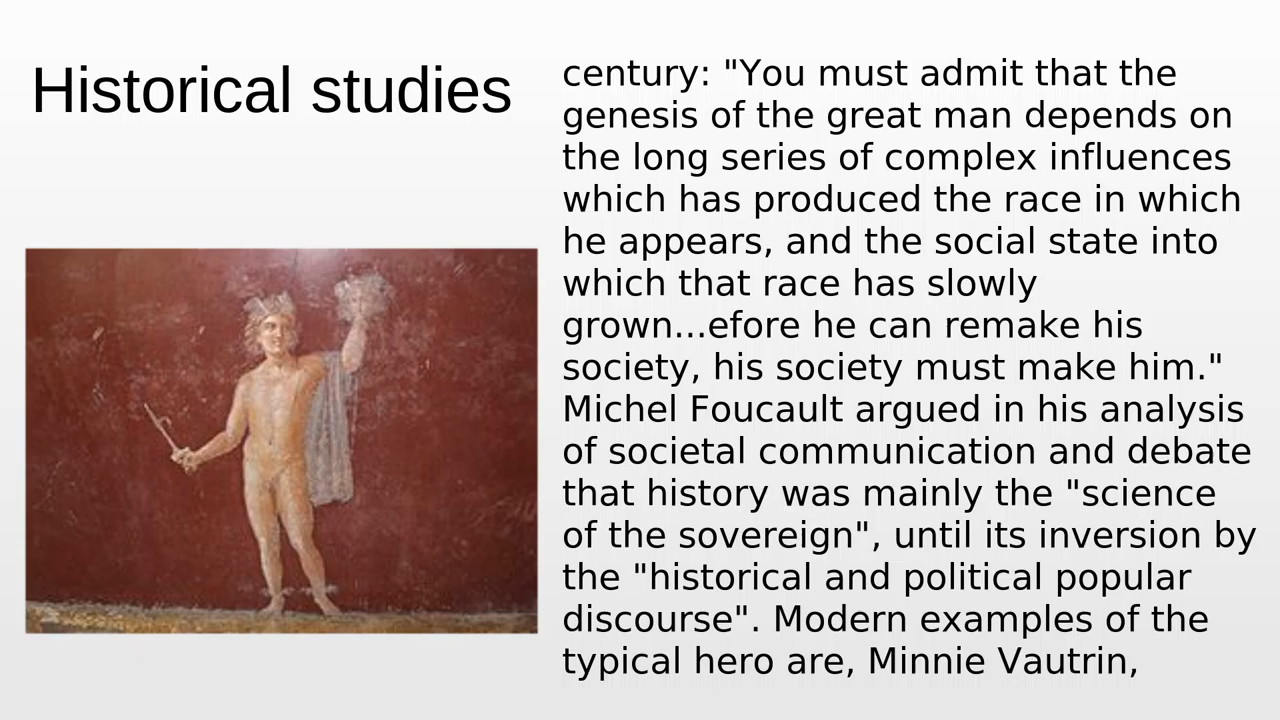 Historical studies
century: "You must admit that the
genesis of the great man depends on
the long series of complex influences
which has produced the race in which
he appears, and the social state into
which that race has slowly
grown...efore he can remake his
society, his society must make him."
Michel Foucault argued in his analysis
of societal communication and debate
that history was mainly the "science
of the sovereign", until its inversion by
the "historical and political popular
discourse". Modern examples of the
typical hero are, Minnie Vautrin,